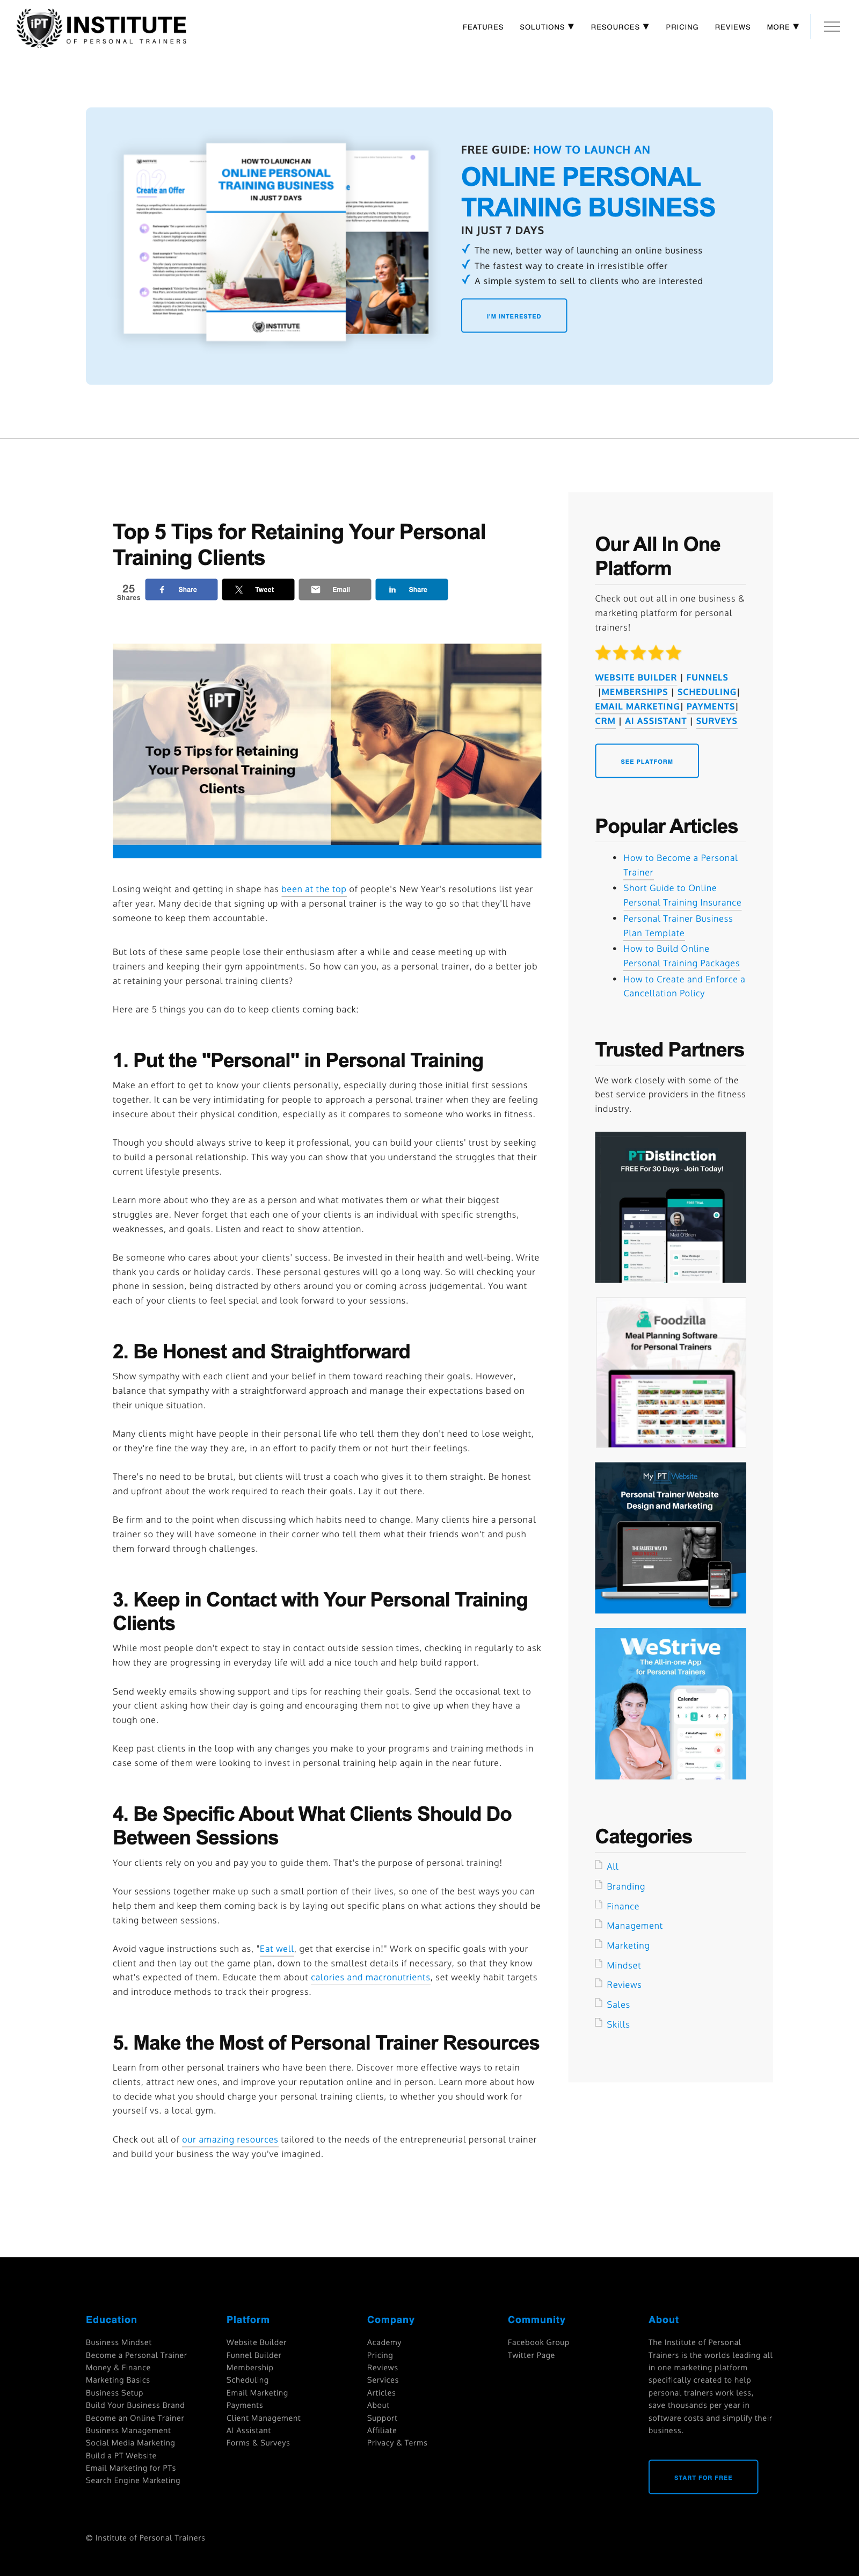 iPT INSTITUTE
OF PERSONAL TRAINERS
FEATURES SOLUTIONS ▼ RESOURCES ▼ PRICING REVIEWS MORE ▼
INSTITUTE
Create an Offer
HOW TO LAUNCH AN
ONLINE PERSONAL
TRAINING BUSINESS
IN JUST 7 DAYS
INSTITUTE
FREE GUIDE: HOW TO LAUNCH AN
ONLINE PERSONAL
TRAINING BUSINESS
IN JUST 7 DAYS
✓ The new, better way of launching an online business
✓ The fastest way to create in irresistible offer
✓ A simple system to sell to clients who are interested
I'M INTERESTED
Top 5 Tips for Retaining Your Personal
Training Clients
25
Shares
Share
Tweet
Email
Share
iPT
Top 5 Tips for Retaining
Your Personal Training
Clients
Losing weight and getting in shape has been at the top of people's New Year's resolutions list year
after year. Many decide that signing up with a personal trainer is the way to go so that they'll have
someone to keep them accountable.
But lots of these same people lose their enthusiasm after a while and cease meeting up with
trainers and keeping their gym appointments. So how can you, as a personal trainer, do a better job
at retaining your personal training clients?
Here are 5 things you can do to keep clients coming back:
1. Put the "Personal" in Personal Training
Make an effort to get to know your clients personally, especially during those initial first sessions
together. It can be very intimidating for people to approach a personal trainer when they are feeling
insecure about their physical condition, especially as it compares to someone who works in fitness.
Though you should always strive to keep it professional, you can build your clients' trust by seeking
to build a personal relationship. This way you can show that you understand the struggles that their
current lifestyle presents.
Learn more about who they are as a person and what motivates them or what their biggest
struggles are. Never forget that each one of your clients is an individual with specific strengths,
weaknesses, and goals. Listen and react to show attention.
Be someone who cares about your clients' success. Be invested in their health and well-being. Write
thank you cards or holiday cards. These personal gestures will go a long way. So will checking your
phone in session, being distracted by others around you or coming across judgemental. You want
each of your clients to feel special and look forward to your sessions.
2. Be Honest and Straightforward
Show sympathy with each client and your belief in them toward reaching their goals. However,
balance that sympathy with a straightforward approach and manage their expectations based on
their unique situation.
Many clients might have people in their personal life who tell them they don't need to lose weight,
or they're fine the way they are, in an effort to pacify them or not hurt their feelings.
There's no need to be brutal, but clients will trust a coach who gives it to them straight. Be honest
and upfront about the work required to reach their goals. Lay it out there.
Be firm and to the point when discussing which habits need to change. Many clients hire a personal
trainer so they will have someone in their corner who tell them what their friends won't and push
them forward through challenges.
3. Keep in Contact with Your Personal Training
Clients
While most people don't expect to stay in contact outside session times, checking in regularly to ask
how they are progressing in everyday life will add a nice touch and help build rapport.
Send weekly emails showing support and tips for reaching their goals. Send the occasional text to
your client asking how their day is going and encouraging them not to give up when they have a
tough one.
Keep past clients in the loop with any changes you make to your programs and training methods in
case some of them were looking to invest in personal training help again in the near future.
4. Be Specific About What Clients Should Do
Between Sessions
Your clients rely on you and pay you to guide them. That's the purpose of personal training!
Your sessions together make up such a small portion of their lives, so one of the best ways you can
help them and keep them coming back is by laying out specific plans on what actions they should be
taking between sessions.
Avoid vague instructions such as, "Eat well, get that exercise in!" Work on specific goals with your
client and then lay out the game plan, down to the smallest details if necessary, so that they know
what's expected of them. Educate them about calories and macronutrients, set weekly habit targets
and introduce methods to track their progress.
5. Make the Most of Personal Trainer Resources
Learn from other personal trainers who have been there. Discover more effective ways to retain
clients, attract new ones, and improve your reputation online and in person. Learn more about how
to decide what you should charge your personal training clients, to whether you should work for
yourself vs. a local gym.
Check out all of our amazing resources tailored to the needs of the entrepreneurial personal trainer
and build your business the way you've imagined.
Our All In One
Platform
Check out out all in one business &
marketing platform for personal
trainers!
WEBSITE BUILDER | FUNNELS
|MEMBERSHIPS | SCHEDULING|
EMAIL MARKETING| PAYMENTS|
CRM | AI ASSISTANT | SURVEYS
SEE PLATFORM
Popular Articles
How to Become a Personal
Trainer
Short Guide to Online
Personal Training Insurance
Personal Trainer Business
Plan Template
How to Build Online
Personal Training Packages
How to Create and Enforce a
Cancellation Policy
Trusted Partners
We work closely with some of the
best service providers in the fitness
industry.
PTDistinction
FREE For 30 Days - Join Today!
Foodzilla
Meal Planning Software
for Personal Trainers
My PT Website
Personal Trainer Website
Design and Marketing
WeStrive
The All-in-one App
for Personal Trainers
Calendar
Categories
All
Branding
Finance
Management
Marketing
Mindset
Reviews
Sales
Skills
Education
Business Mindset
Become a Personal Trainer
Money & Finance
Marketing Basics
Business Setup
Build Your Business Brand
Become an Online Trainer
Business Management
Social Media Marketing
Build a PT Website
Email Marketing for PTs
Search Engine Marketing
Platform
Website Builder
Funnel Builder
Membership
Scheduling
Email Marketing
Payments
Client Management
AI Assistant
Forms & Surveys
Company
Academy
Pricing
Reviews
Services
Articles
About
Support
Affiliate
Privacy & Terms
Community
Facebook Group
Twitter Page
About
The Institute of Personal
Trainers is the worlds leading all
in one marketing platform
specifically created to help
personal trainers work less,
save thousands per year in
software costs and simplify their
business.
START FOR FREE
© Institute of Personal Trainers